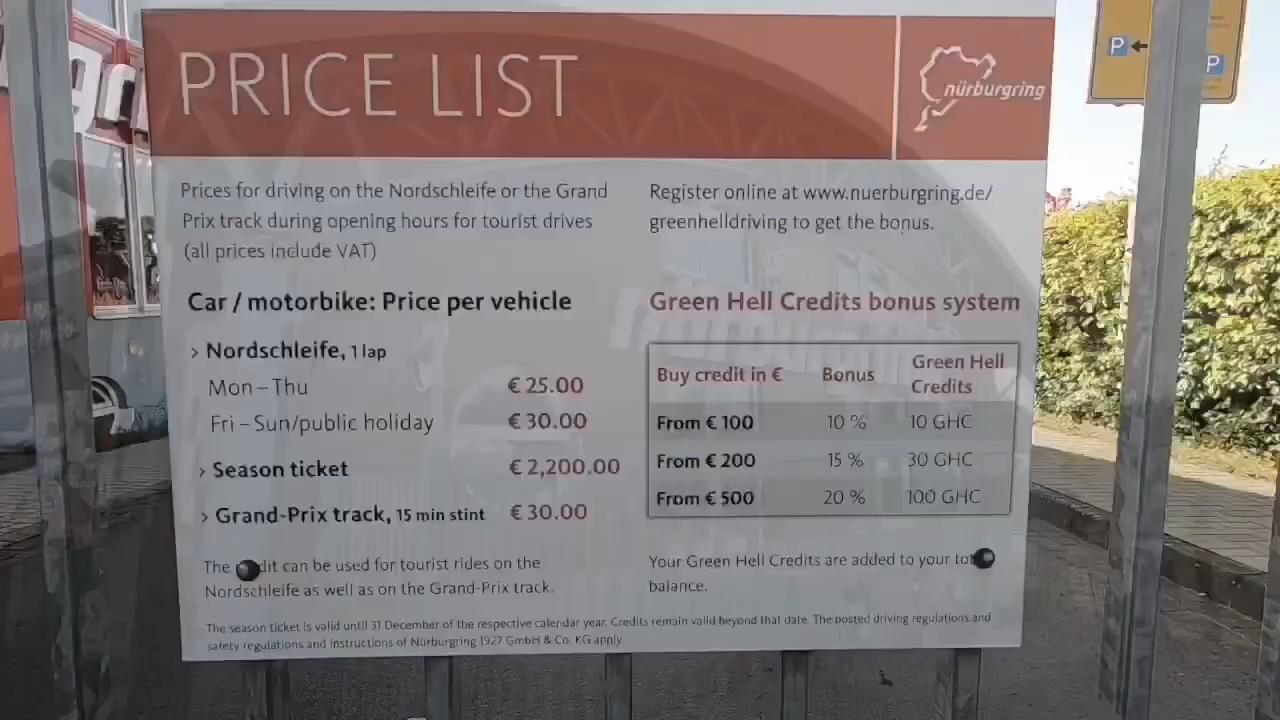 PRICE LIST
nürburgring
Prices for driving on the Nordschleife or the Grand
Prix track during opening hours for tourist drives
(all prices include VAT)
Car / motorbike: Price per vehicle
> Nordschleife, 1 lap
Mon – Thu € 25.00
Fri – Sun/public holiday € 30.00
> Season ticket € 2,200.00
> Grand-Prix track, 15 min stint € 30.00
The dit can be used for tourist rides on the
Nordschleife as well as on the Grand-Prix track.
Register online at www.nuerburgring.de/
greenhelldriving to get the bonus.
Green Hell Credits bonus system
Buy credit in € Bonus Green Hell
Credits
From € 100 10 % 10 GHC
From € 200 15 % 30 GHC
From € 500 20 % 100 GHC
Your Green Hell Credits are added to your to
balance.
The season ticket is valid until 31 December of the respective calendar year. Credits remain valid beyond that date. The posted driving regulations and
safety regulations and instructions of Nürburgring 1927 GmbH & Co. KG apply.
P
P